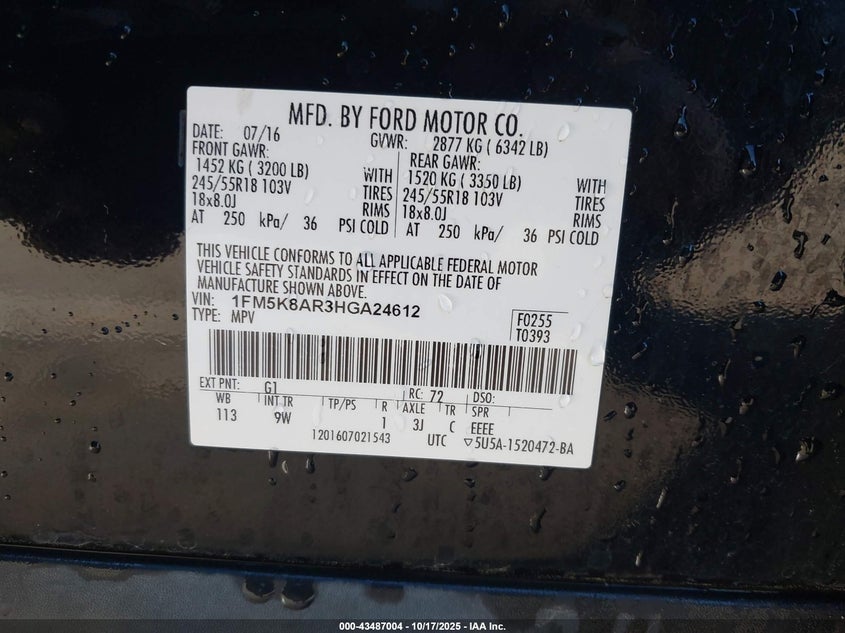 MFD. BY FORD MOTOR CO.
DATE: 07/16 GVWR: 2877 KG ( 6342 LB)
FRONT GAWR: REAR GAWR:
1452 KG ( 3200 LB) WITH 1520 KG ( 3350 LB) WITH
245/55R18 103V TIRES 245/55R18 103V TIRES
18x8.0J RIMS 18x8.0J RIMS
AT 250 kPa/ 36 PSI COLD AT 250 kPa/ 36 PSI COLD
THIS VEHICLE CONFORMS TO ALL APPLICABLE FEDERAL MOTOR
VEHICLE SAFETY STANDARDS IN EFFECT ON THE DATE OF
MANUFACTURE SHOWN ABOVE.
VIN: 1FM5K8AR3HGA24612
TYPE: MPV
F0255
T0393
EXT PNT: G1 RC: 72 DSO:
WB INT TR TP/PS R AXLE TR SPR
113 9W 1 3J C EEEE
1201607021543 UTC ▽5U5A-1520472-BA
000-43487004 - 10/17/2025 - IAA Inc.